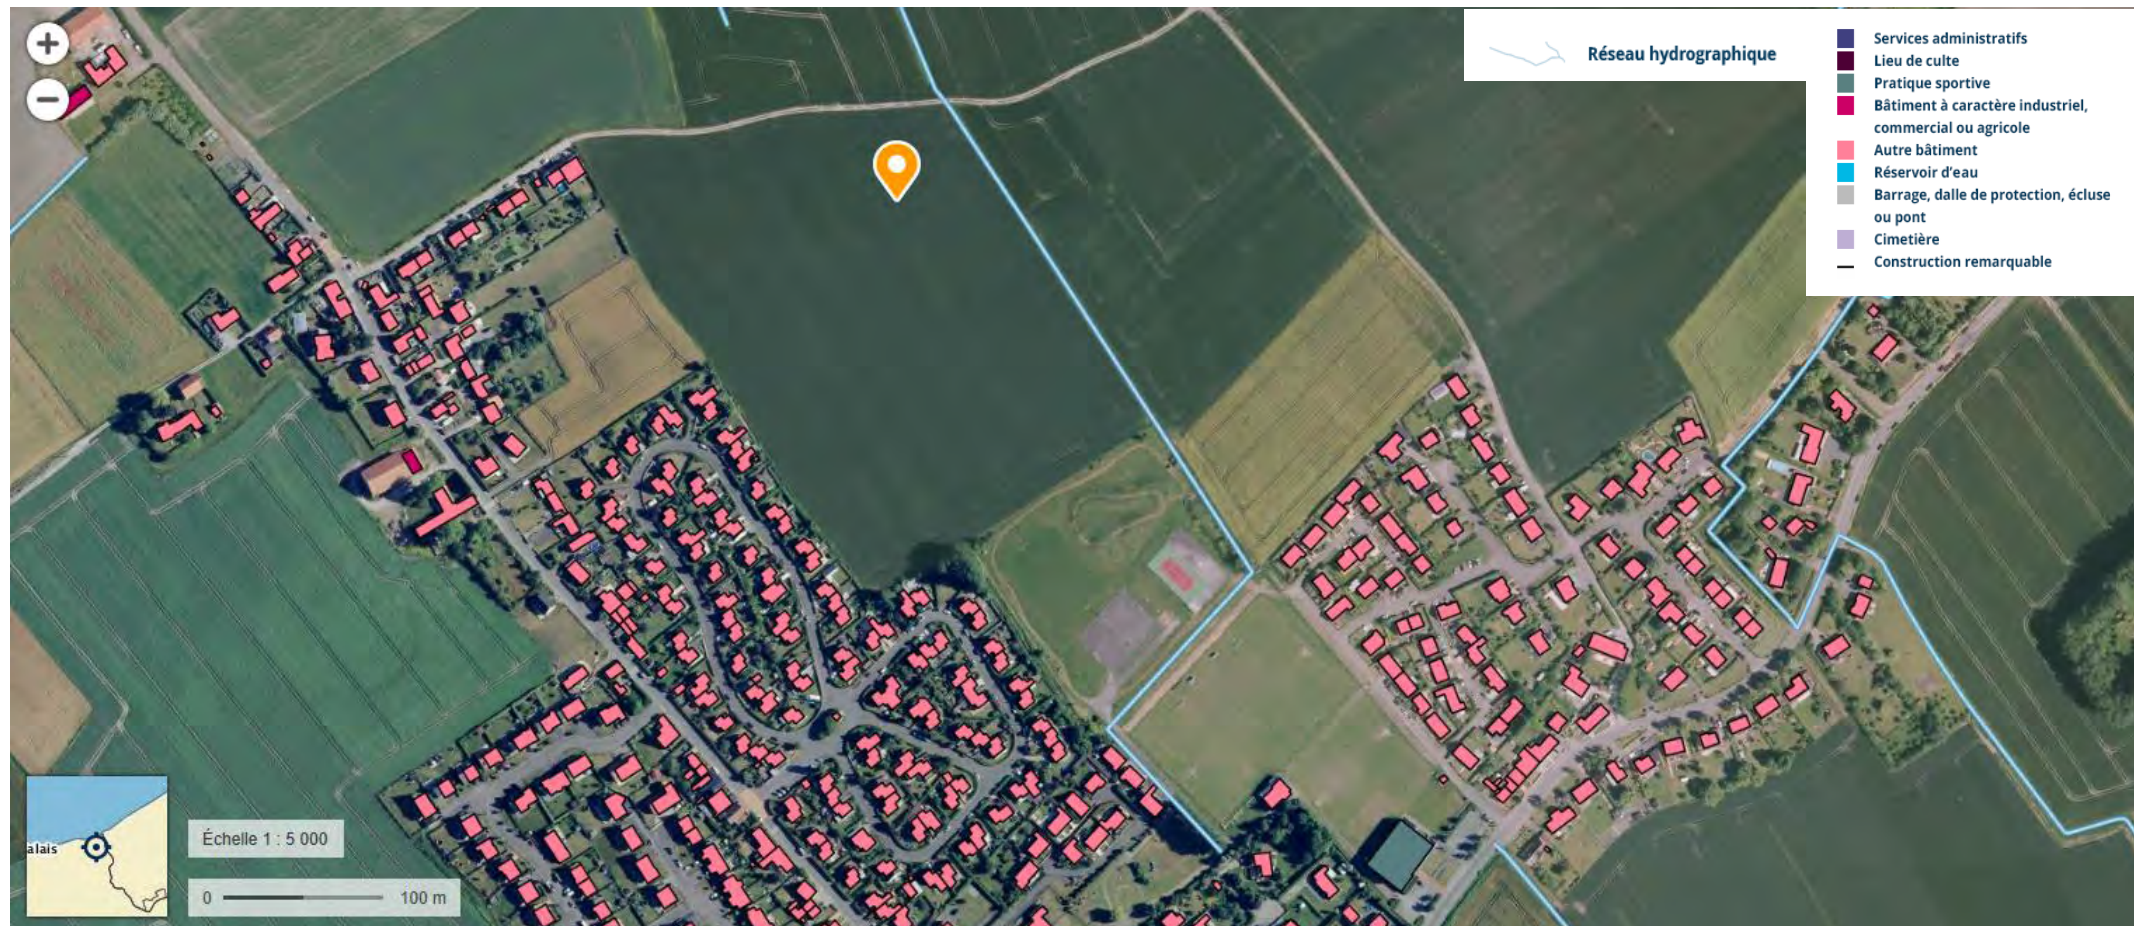 +
−
Réseau hydrographique
Services administratifs
Lieu de culte
Pratique sportive
Bâtiment à caractère industriel,
commercial ou agricole
Autre bâtiment
Réservoir d'eau
Barrage, dalle de protection, écluse
ou pont
Cimetière
Construction remarquable
alais
Échelle 1 : 5 000
0 100 m